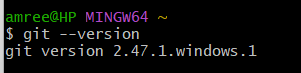 amree@HP MINGW64 ~
$ git --version
git version 2.47.1.windows.1